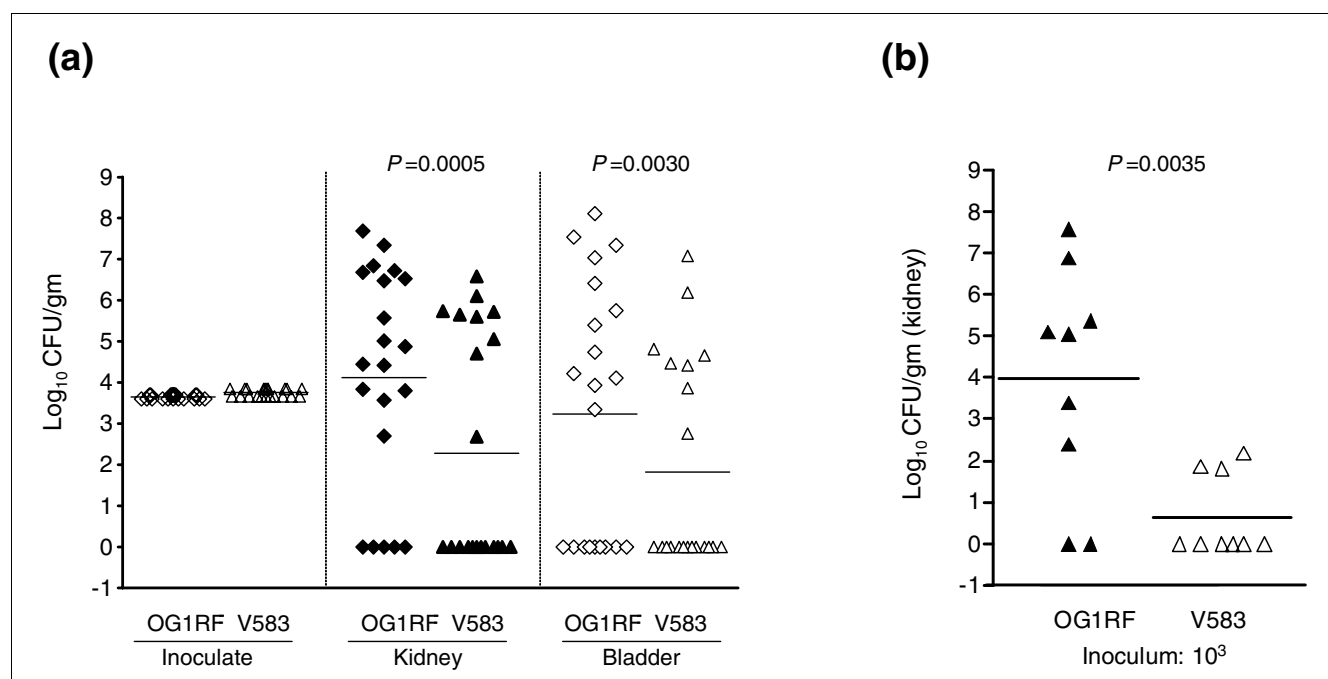 (a)
P=0.0005 P=0.0030
9
8
7
6
5
4
3
2
1
0
-1
Log₁₀ CFU/gm
OG1RF V583 OG1RF V583 OG1RF V583
Inoculate Kidney Bladder
(b)
P=0.0035
9
8
7
6
5
4
3
2
1
0
-1
Log₁₀ CFU/gm (kidney)
OG1RF V583
Inoculum: 10³